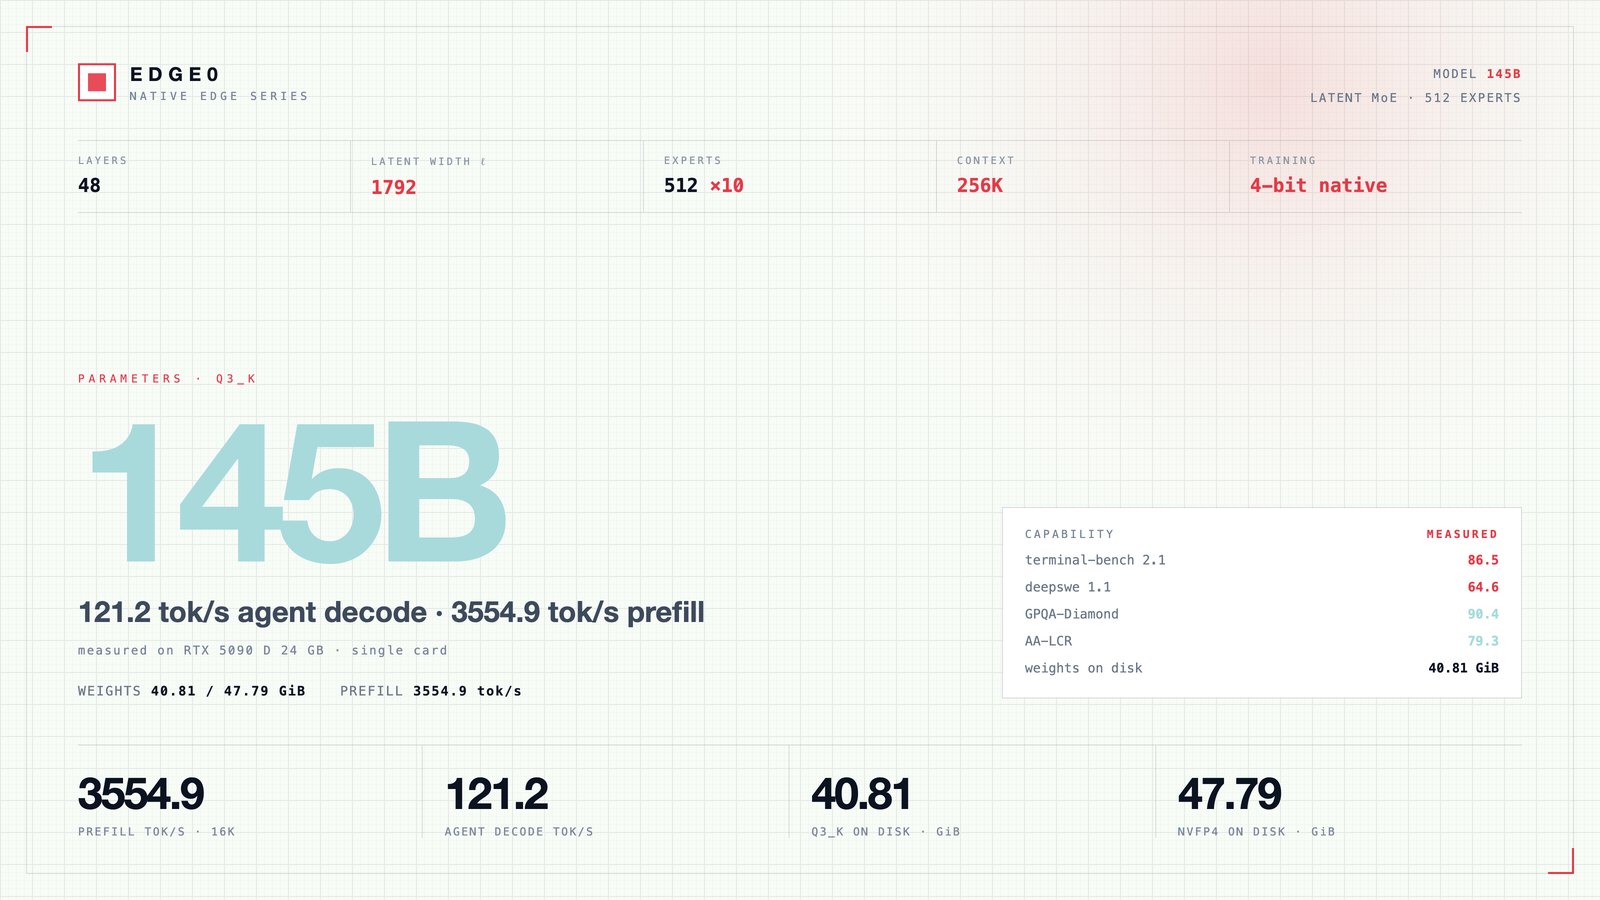 EDGE0
NATIVE EDGE SERIES
MODEL 145B
LATENT MoE · 512 EXPERTS
LAYERS
48
LATENT WIDTH ℓ
1792
EXPERTS
512 ×10
CONTEXT
256K
TRAINING
4–bit native
PARAMETERS · Q3_K
145B
121.2 tok/s agent decode · 3554.9 tok/s prefill
measured on RTX 5090 D 24 GB · single card
WEIGHTS 40.81 / 47.79 GiB PREFILL 3554.9 tok/s
CAPABILITY MEASURED
terminal–bench 2.1 86.5
deepswe 1.1 64.6
GPQA–Diamond 90.4
AA–LCR 79.3
weights on disk 40.81 GiB
3554.9
PREFILL TOK/S · 16K
121.2
AGENT DECODE TOK/S
40.81
Q3_K ON DISK · GiB
47.79
NVFP4 ON DISK · GiB